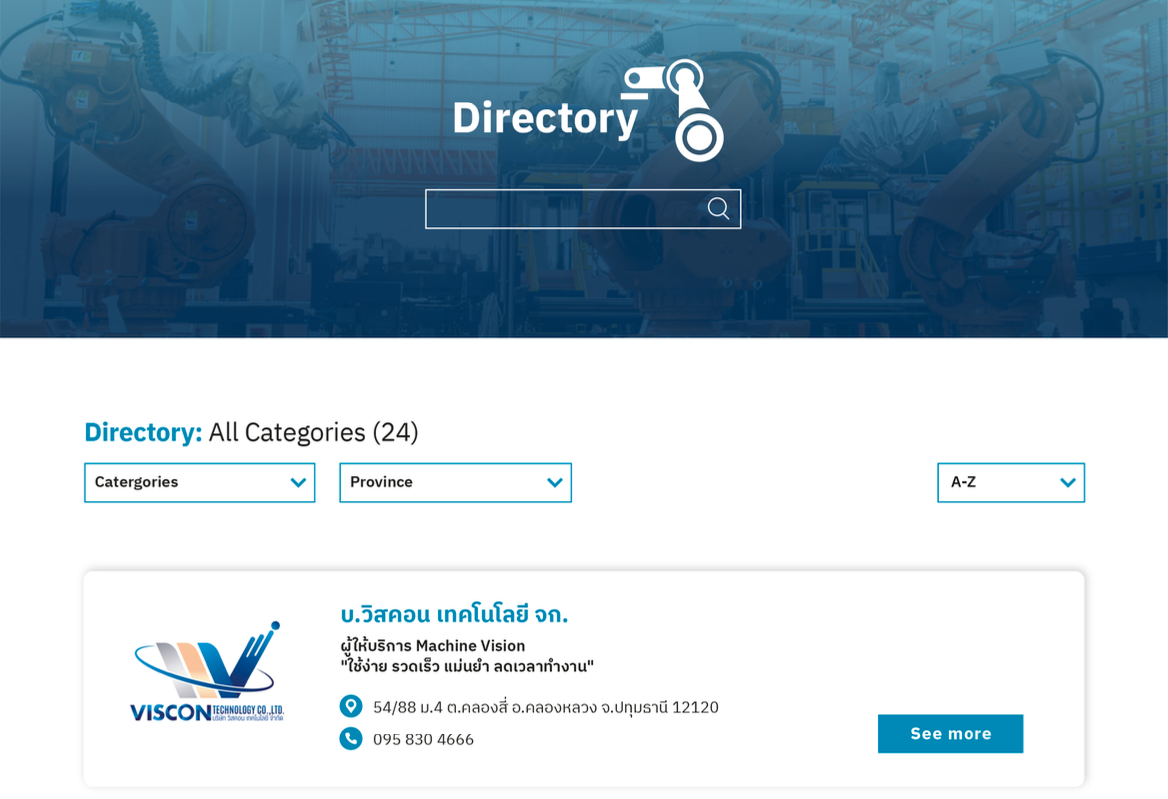 Directory
Directory: All Categories (24)
Catergories
Province
A-Z
บ.วิสคอน เทคโนโลยี จก.
ผู้ให้บริการ Machine Vision
"ใช้ง่าย รวดเร็ว แม่นยำ ลดเวลาทำงาน"
VISCON TECHNOLOGY CO.,LTD.
บริษัท วิสคอน เทคโนโลยี จำกัด
54/88 ม.4 ต.คลองสี่ อ.คลองหลวง จ.ปทุมธานี 12120
095 830 4666
See more